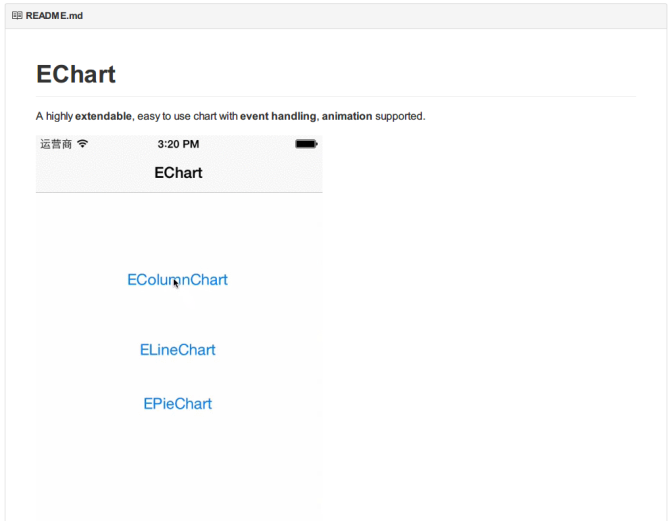 README.md
EChart
A highly extendable, easy to use chart with event handling, animation supported.
运营商 3:20 PM
EChart
EColumnChart
ELineChart
EPieChart